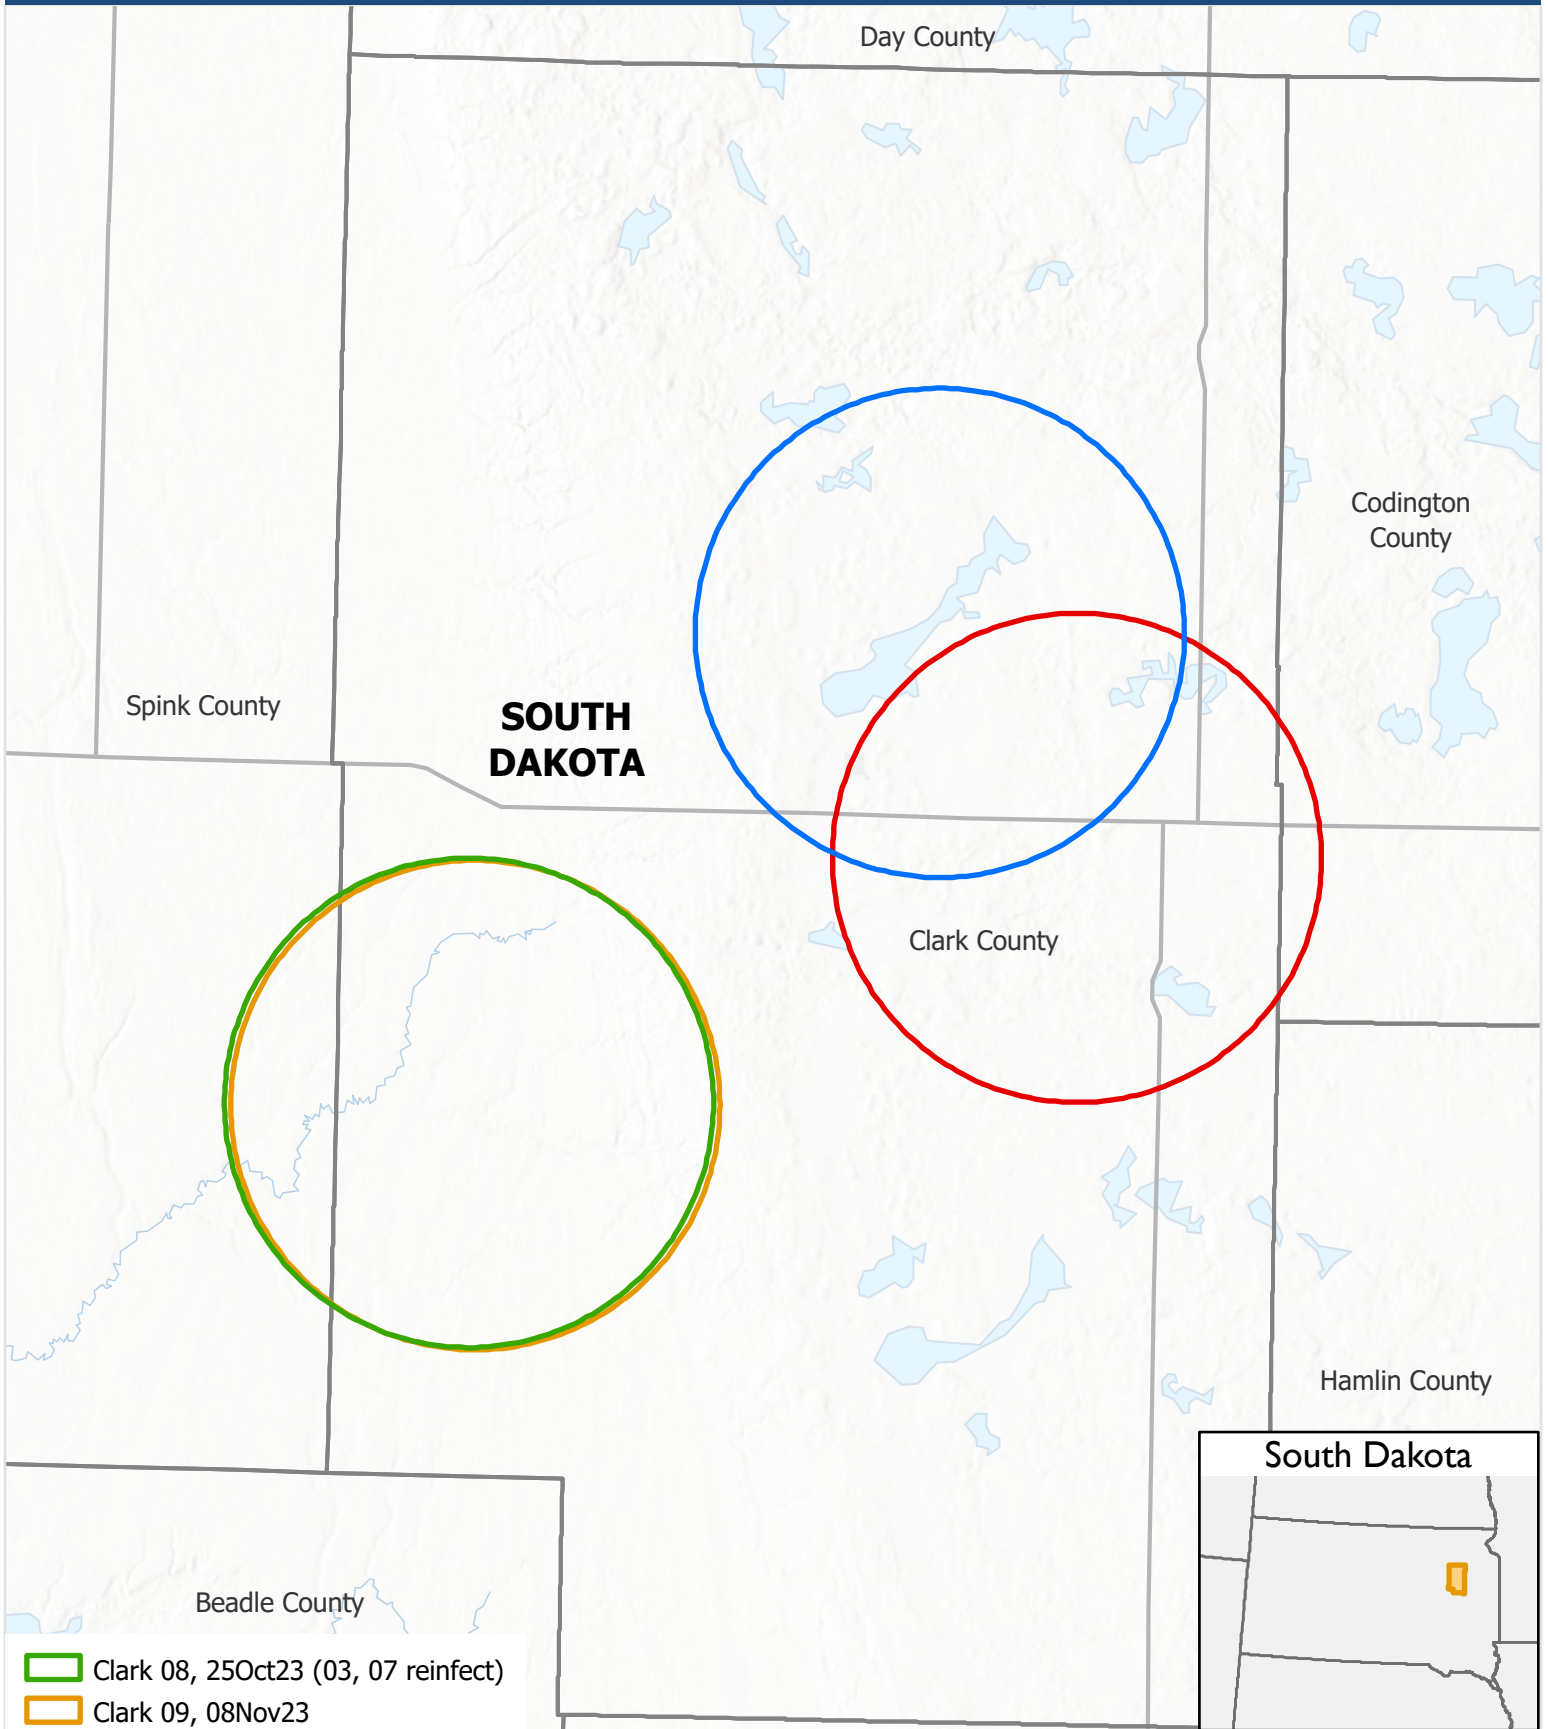 Day County
Codington
County
Spink County
SOUTH
DAKOTA
Clark County
Hamlin County
South Dakota
Beadle County
Clark 08, 25Oct23 (03, 07 reinfect)
Clark 09, 08Nov23